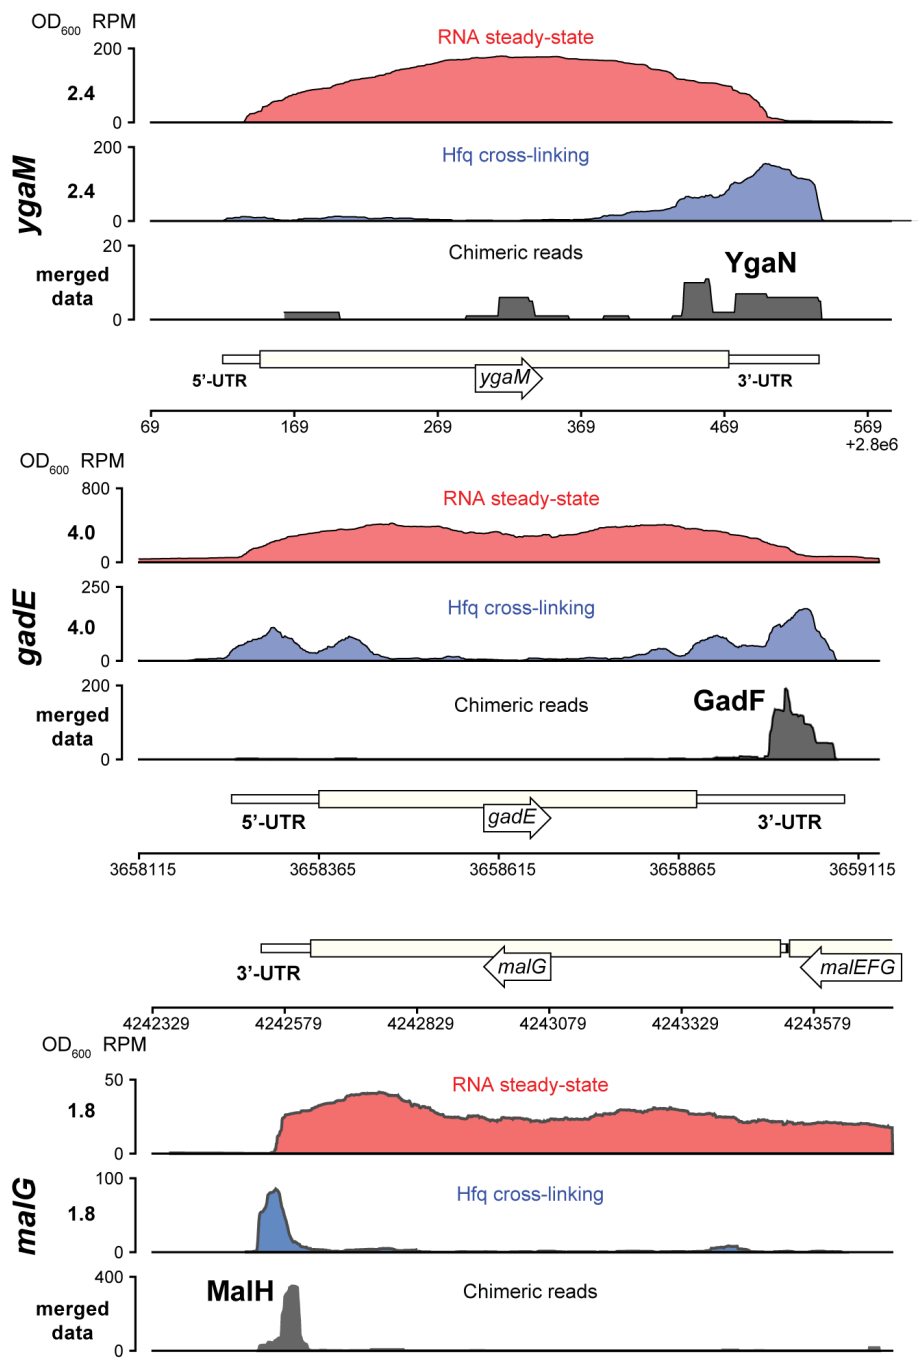 OD600 RPM
RNA steady-state
200
2.4
0
ygaM
Hfq cross-linking
200
2.4
0
Chimeric reads
20
merged
data
YgaN
0
5'-UTR
ygaM
3'-UTR
69 169 269 369 469 569
+2.8e6
OD600 RPM
RNA steady-state
800
4.0
0
gadE
Hfq cross-linking
250
4.0
0
Chimeric reads
200
merged
data
GadF
0
5'-UTR
gadE
3'-UTR
3658115 3658365 3658615 3658865 3659115
3'-UTR
malG
malEFG
4242329 4242579 4242829 4243079 4243329 4243579
OD600 RPM
RNA steady-state
50
1.8
0
malG
Hfq cross-linking
100
1.8
0
MalH
Chimeric reads
400
merged
data
0